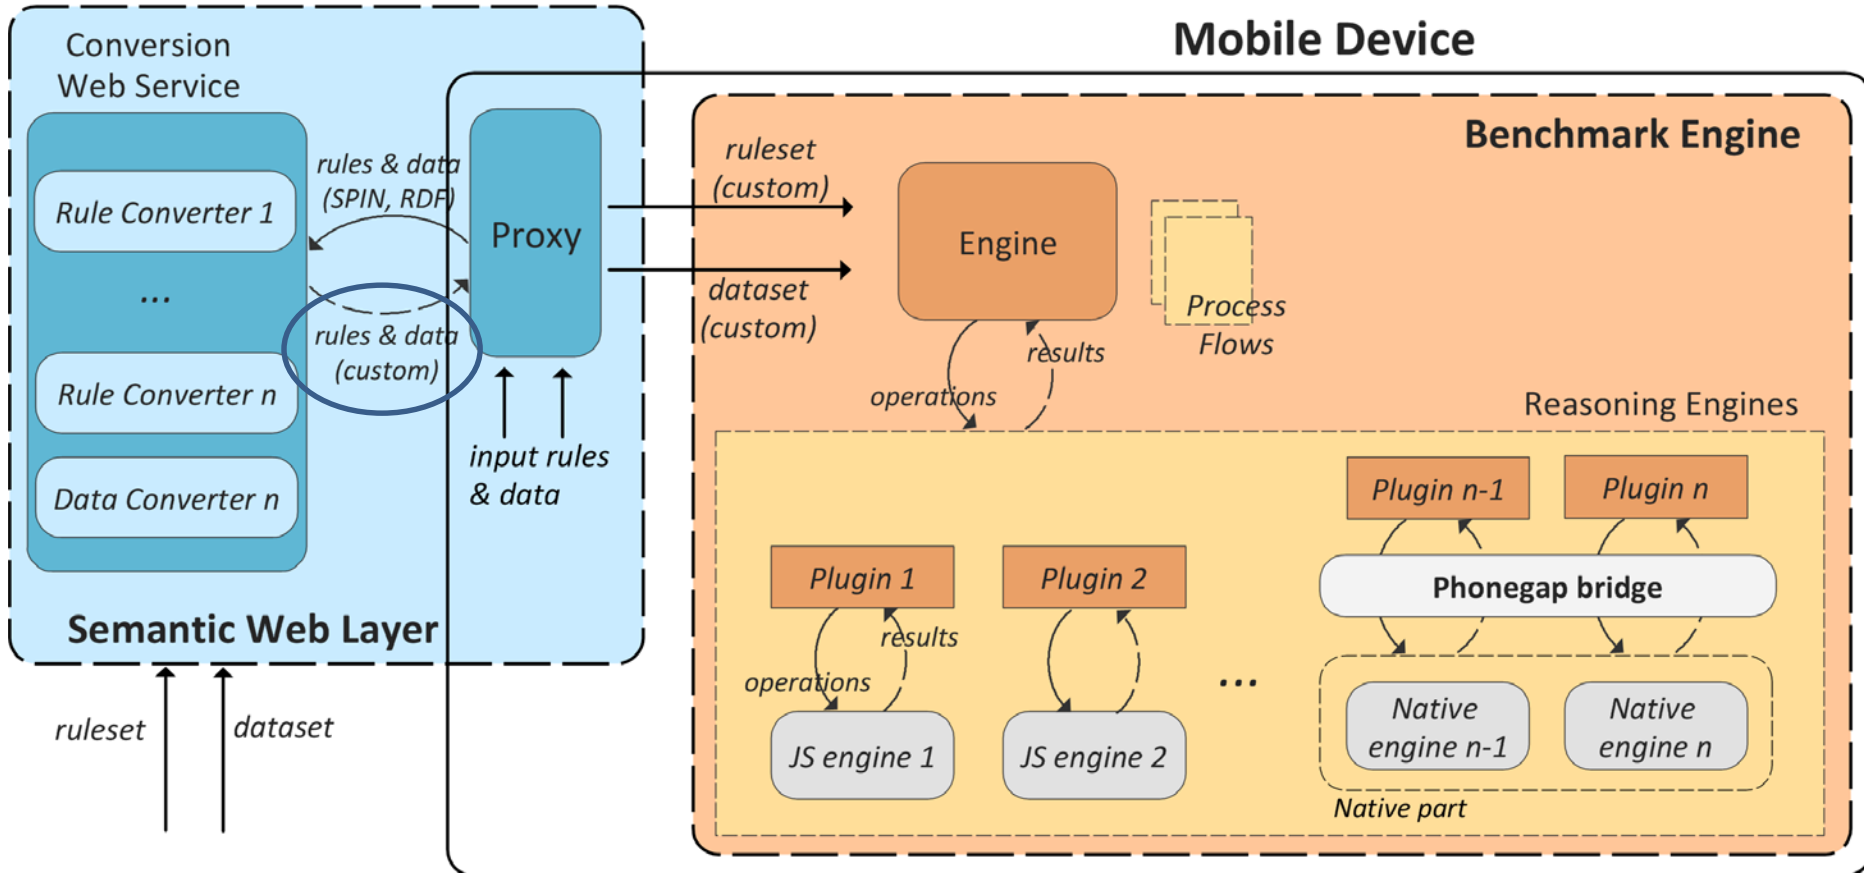 Mobile Device
Conversion
Web Service
Rule Converter 1
...
Rule Converter n
Data Converter n
rules & data
(SPIN, RDF)
rules & data
(custom)
Proxy
input rules
& data
Semantic Web Layer
ruleset
dataset
ruleset
(custom)
dataset
(custom)
Benchmark Engine
Engine
Process
Flows
operations
results
Reasoning Engines
Plugin 1
results
operations
JS engine 1
Plugin 2
JS engine 2
...
Plugin n-1
Plugin n
Phonegap bridge
Native
engine n-1
Native
engine n
Native part